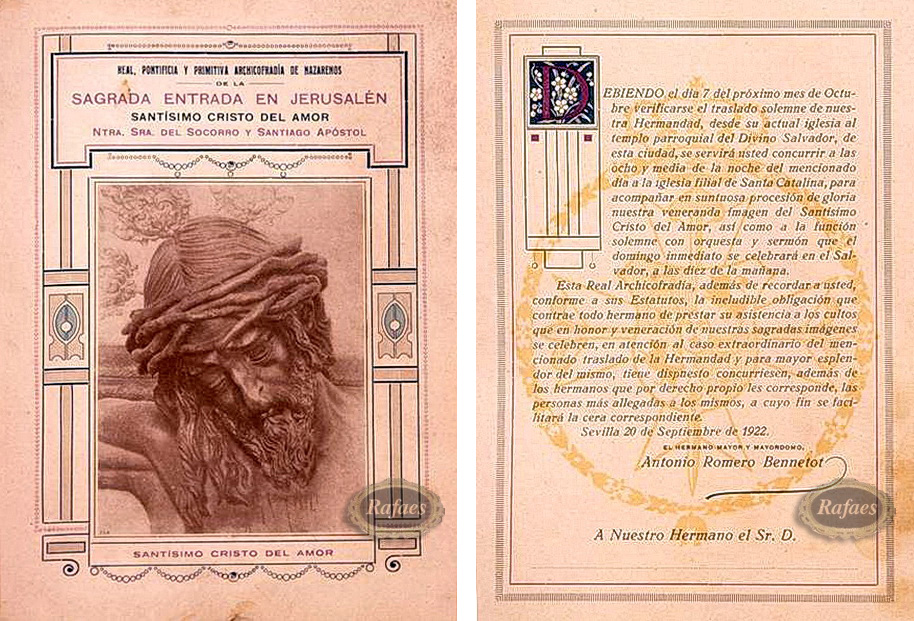 REAL, PONTIFICIA Y PRIMITIVA ARCHICOFRADÍA DE NAZARENOS
DE LA
SAGRADA ENTRADA EN JERUSALÉN
SANTÍSIMO CRISTO DEL AMOR
NTRA. SRA. DEL SOCORRO Y SANTIAGO APÓSTOL
Rafaes
SANTÍSIMO CRISTO DEL AMOR
DEBIENDO el día 7 del próximo mes de Octu-
bre verificarse el traslado solemne de nues-
tra Hermandad, desde su actual iglesia al
templo parroquial del Divino Salvador, de
esta ciudad, se servirá usted concurrir a las
ocho y media de la noche del mencionado
día a la iglesia filial de Santa Catalina, para
acompañar en suntuosa procesión de gloria
nuestra veneranda imagen del Santísimo
Cristo del Amor, así como a la función
solemne con orquesta y sermón que el
domingo inmediato se celebrará en el Sal-
vador, a las diez de la mañana.
Esta Real Archicofradía, además de recordar a usted,
conforme a sus Estatutos, la ineludible obligación que
contrae todo hermano de prestar su asistencia a los cultos
que en honor y veneración de nuestras sagradas imágenes
se celebren, en atención al caso extraordinario del men-
cionado traslado de la Hermandad y para mayor esplen-
dor del mismo, tiene dispnesto concurriesen, además de
los hermanos que por derecho propio les corresponde, las
personas más allegadas a los mismos, a cuyo fin se faci-
litará la cera correspondiente.
Sevilla 20 de Septiembre de 1922.
EL HERMANO MAYOR Y MAYORDOMO,
Antonio Romero Bennetot
Rafaes
A Nuestro Hermano el Sr. D.